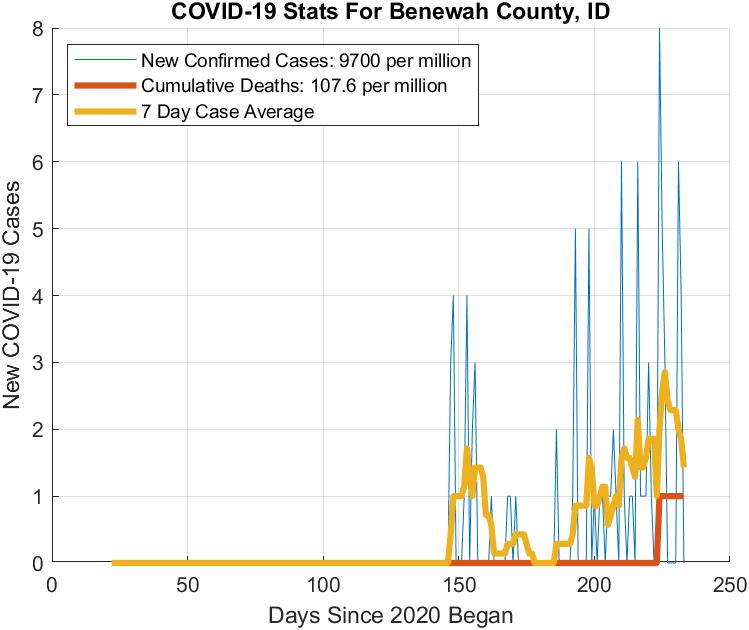 COVID-19 Stats For Benewah County, ID
New Confirmed Cases: 9700 per million
Cumulative Deaths: 107.6 per million
7 Day Case Average
New COVID-19 Cases
8
7
6
5
4
3
2
1
0
0 50 100 150 200 250
Days Since 2020 Began